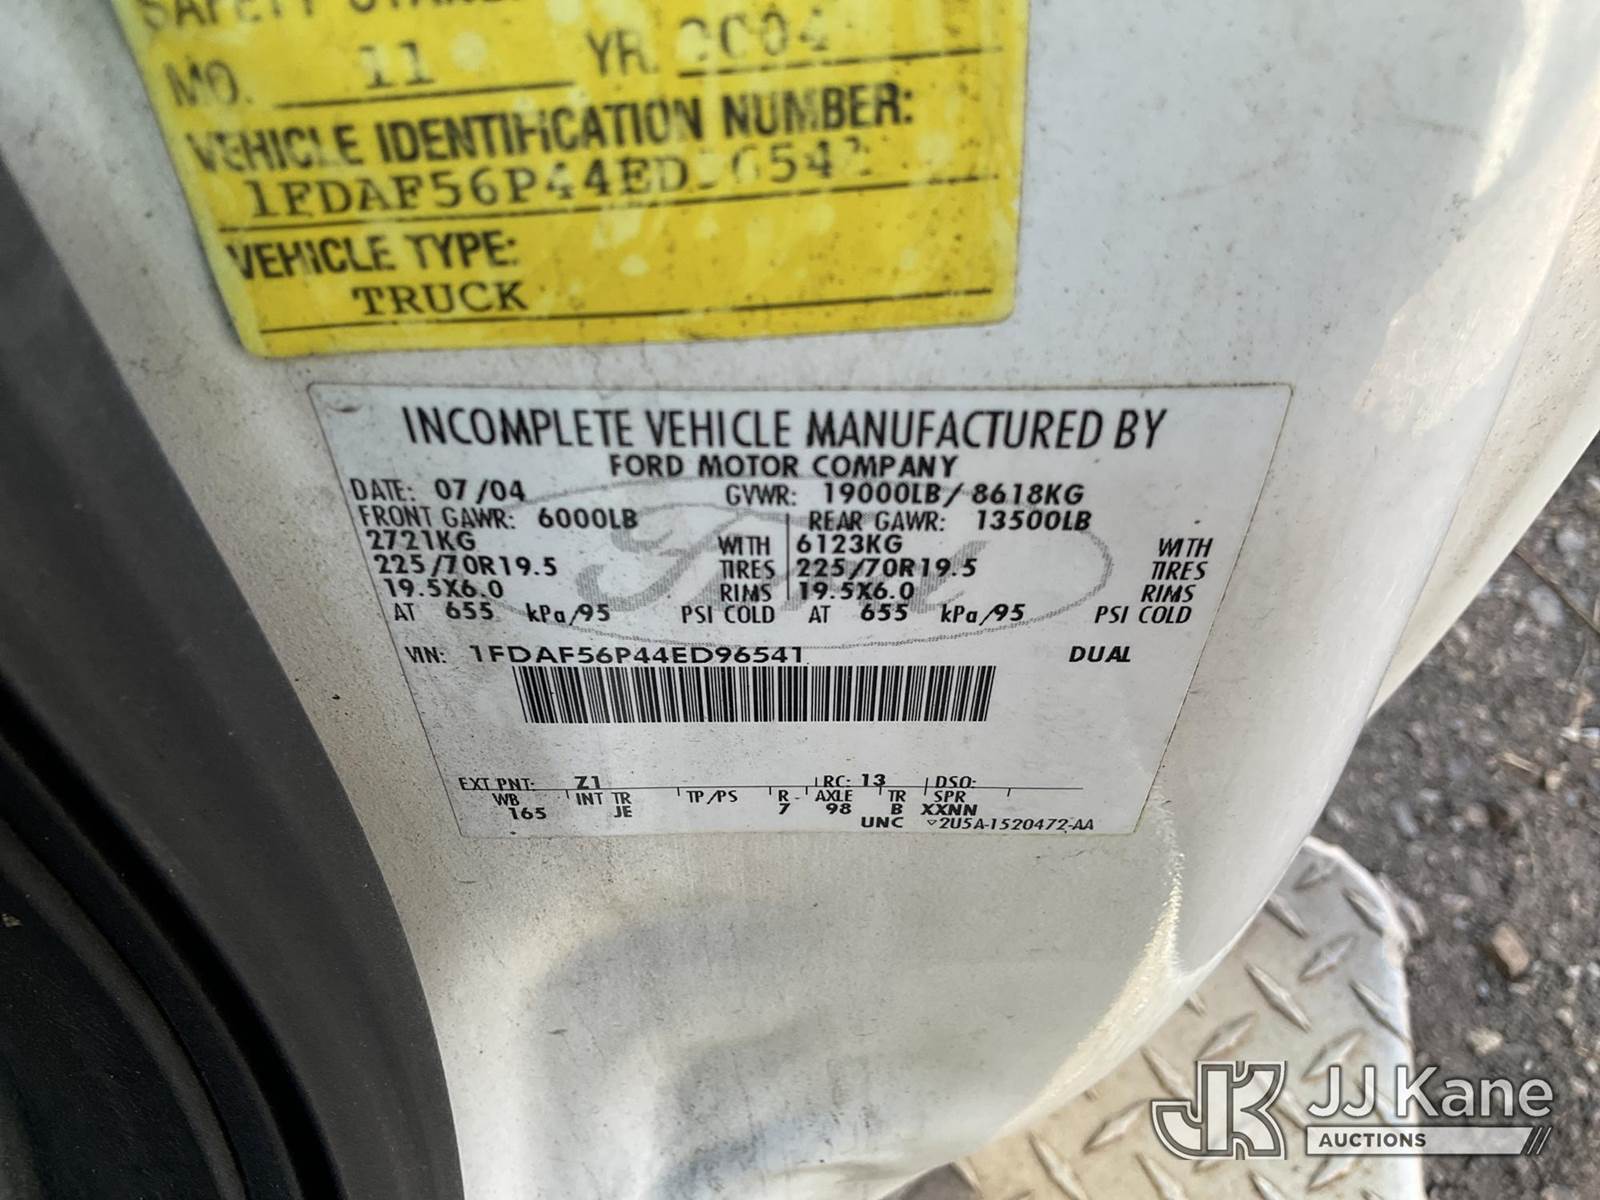 MO. 11 YR. 2004
VEHICLE IDENTIFICATION NUMBER:
VEHICLE TYPE:
TRUCK
INCOMPLETE VEHICLE MANUFACTURED BY
FORD MOTOR COMPANY
DATE: 07/04 GVWR: 19000LB/ 8618KG
FRONT GAWR: 6000LB REAR GAWR: 13500LB
2721KG WITH 6123KG WITH
225/70R19.5 TIRES 225/70R19.5 TIRES
19.5X6.0 RIMS 19.5X6.0 RIMS
AT 655 kPa/95 PSI COLD AT 655 kPa/95 PSI COLD
VIN: 1FDAF56P44ED96541 DUAL
EXT PNT: Z1 RC: 13 DSO:
WB INT TR TP/PS R AXLE TR SPR
165 JE 7 98 B XXNN
UNC 2U5A-1520472-AA
Ford
JJ Kane
AUCTIONS